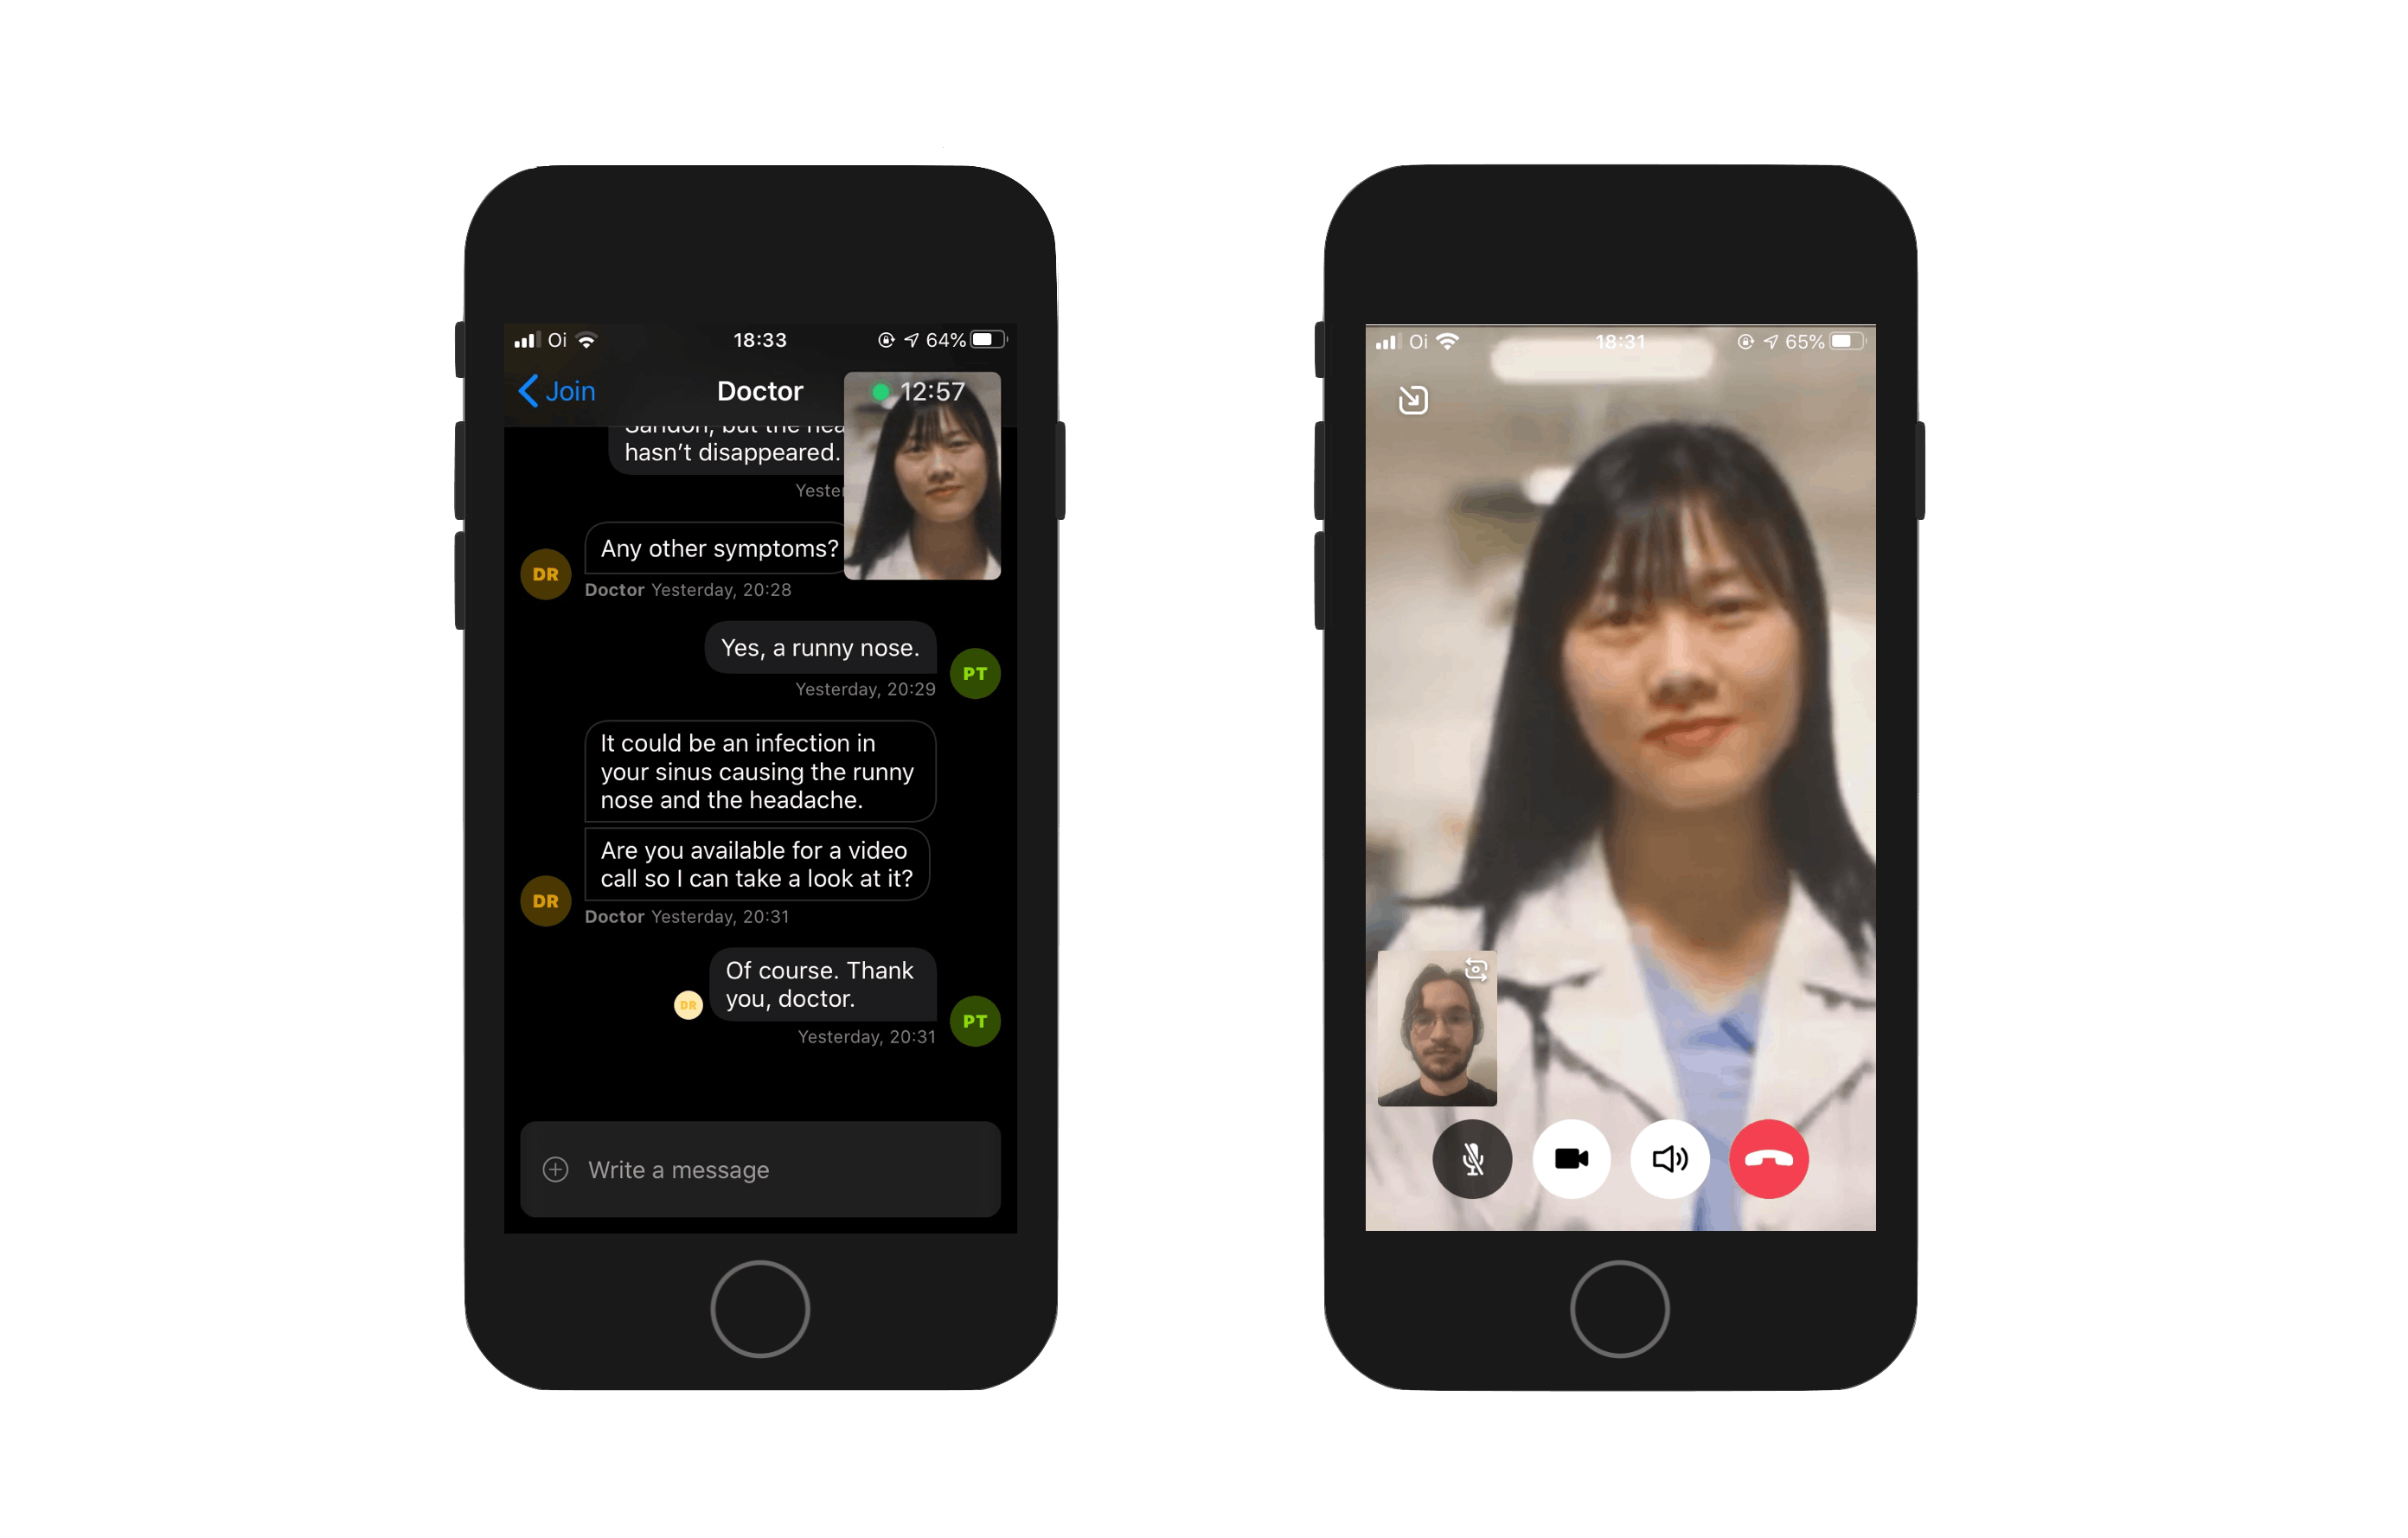 Oi
18:33
64%
Join
Doctor
12:57
but the
hasn't disappeared.
Any other symptoms?
DR
Doctor Yesterday, 20:28
Yes, a runny nose.
PT
Yesterday, 20:29
It could be an infection in
your sinus causing the runny
nose and the headache.
Are you available for a video
call so I can take a look at it?
DR
Doctor Yesterday, 20:31
Of course. Thank
you, doctor.
DR
PT
Yesterday, 20:31
Write a message
Oi
18:31
65%